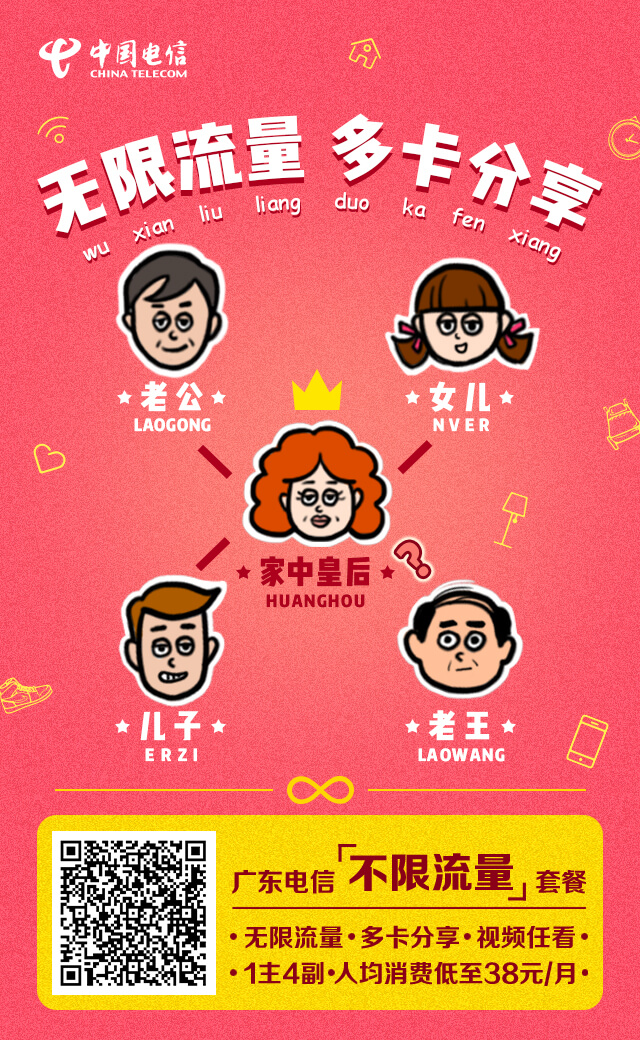 中国电信
CHINA TELECOM
无限流量 多卡分享
wu xian liu liang duo ka fen xiang
老公
LAOGONG
女儿
NVER
家中皇后
HUANGHOU
?
儿子
ERZI
老王
LAOWANG
广东电信「不限流量」套餐
·无限流量·多卡分享·视频任看·
·1主4副·人均消费低至38元/月·